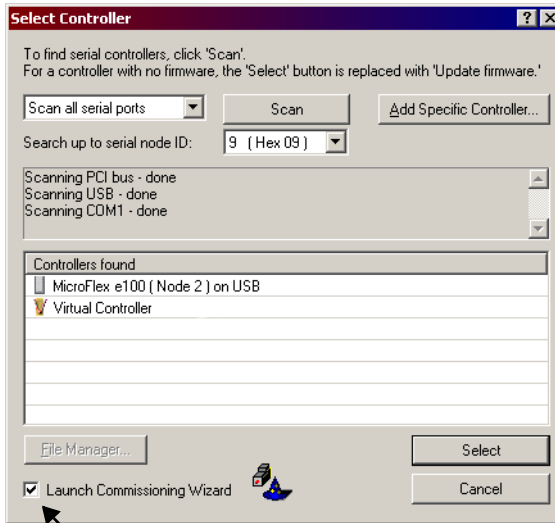 Select Controller
To find serial controllers, click 'Scan'.
For a controller with no firmware, the 'Select' button is replaced with 'Update firmware.'
Scan all serial ports
Scan
Add Specific Controller...
Search up to serial node ID:
9 ( Hex 09 )
Scanning PCI bus - done
Scanning USB - done
Scanning COM1 - done
Controllers found
MicroFlex e100 ( Node 2 ) on USB
Virtual Controller
File Manager...
Select
Launch Commissioning Wizard
Cancel